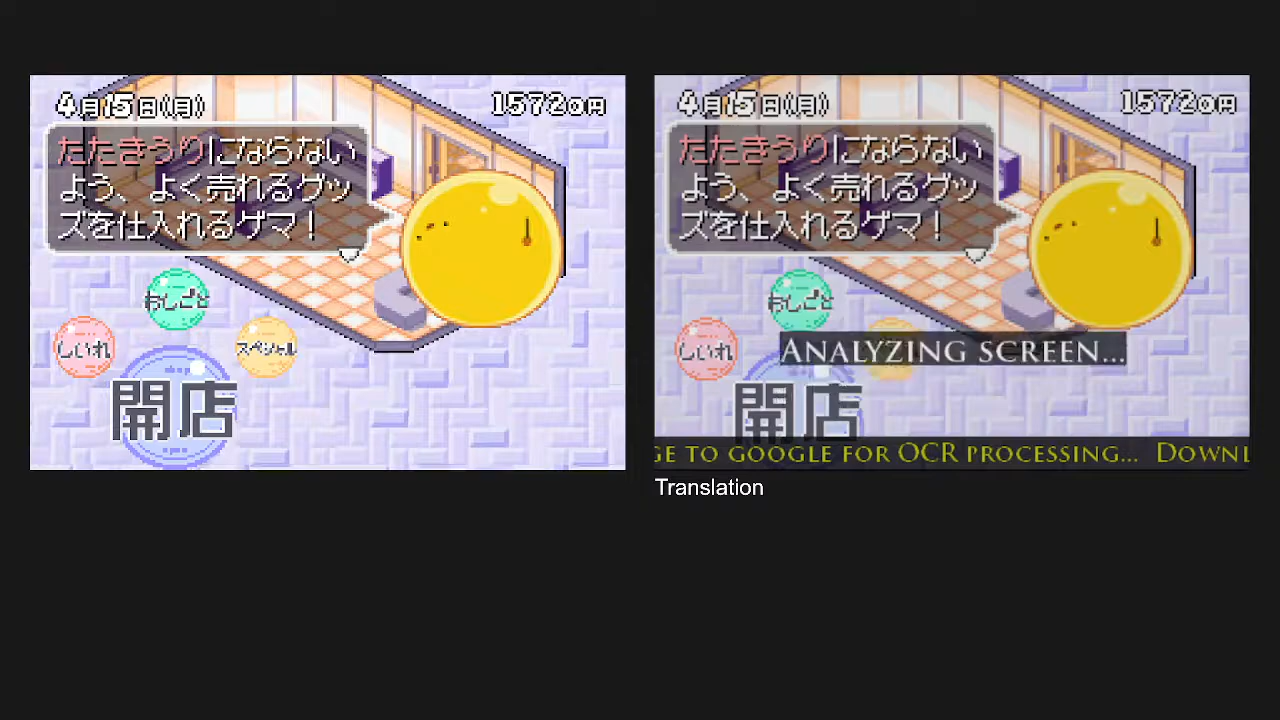 4月15日(月)
15720円
たたきうりにならない
よう、よく売れるグッ
ズを仕入れるゲマ！
おしごと
しいれ
スペシャル
開店
4月15日(月)
15720円
たたきうりにならない
よう、よく売れるグッ
ズを仕入れるゲマ！
おしごと
しいれ
ANALYZING SCREEN...
開店
GE TO GOOGLE FOR OCR PROCESSING... DOWNL
Translation